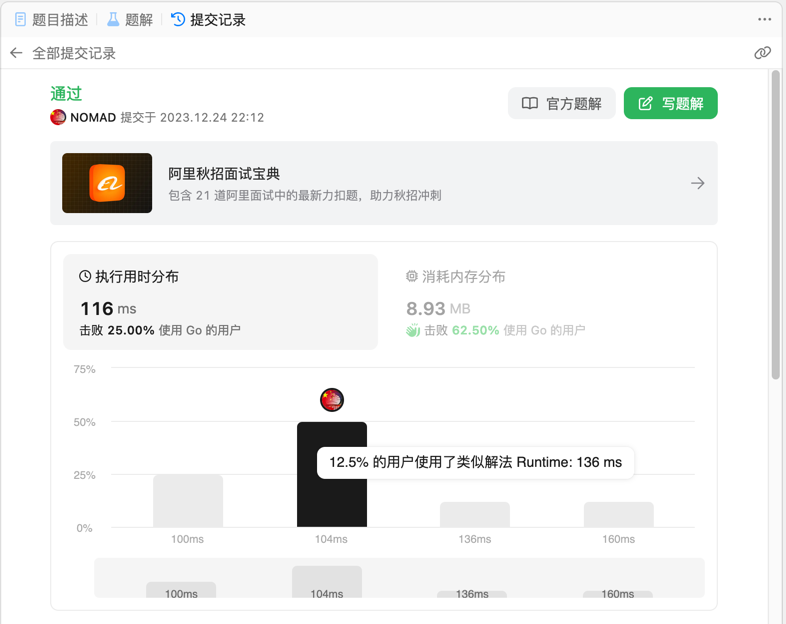 题目描述 题解 提交记录
全部提交记录
通过
NOMAD 提交于 2023.12.24 22:12
官方题解 写题解
阿里秋招面试宝典
包含 21 道阿里面试中的最新力扣题，助力秋招冲刺
执行用时分布 消耗内存分布
116 ms 8.93 MB
击败 25.00% 使用 Go 的用户 击败 62.50% 使用 Go 的用户
75%
50%
12.5% 的用户使用了类似解法 Runtime: 136 ms
25%
0%
100ms 104ms 136ms 160ms
100ms 104ms 136ms 160ms